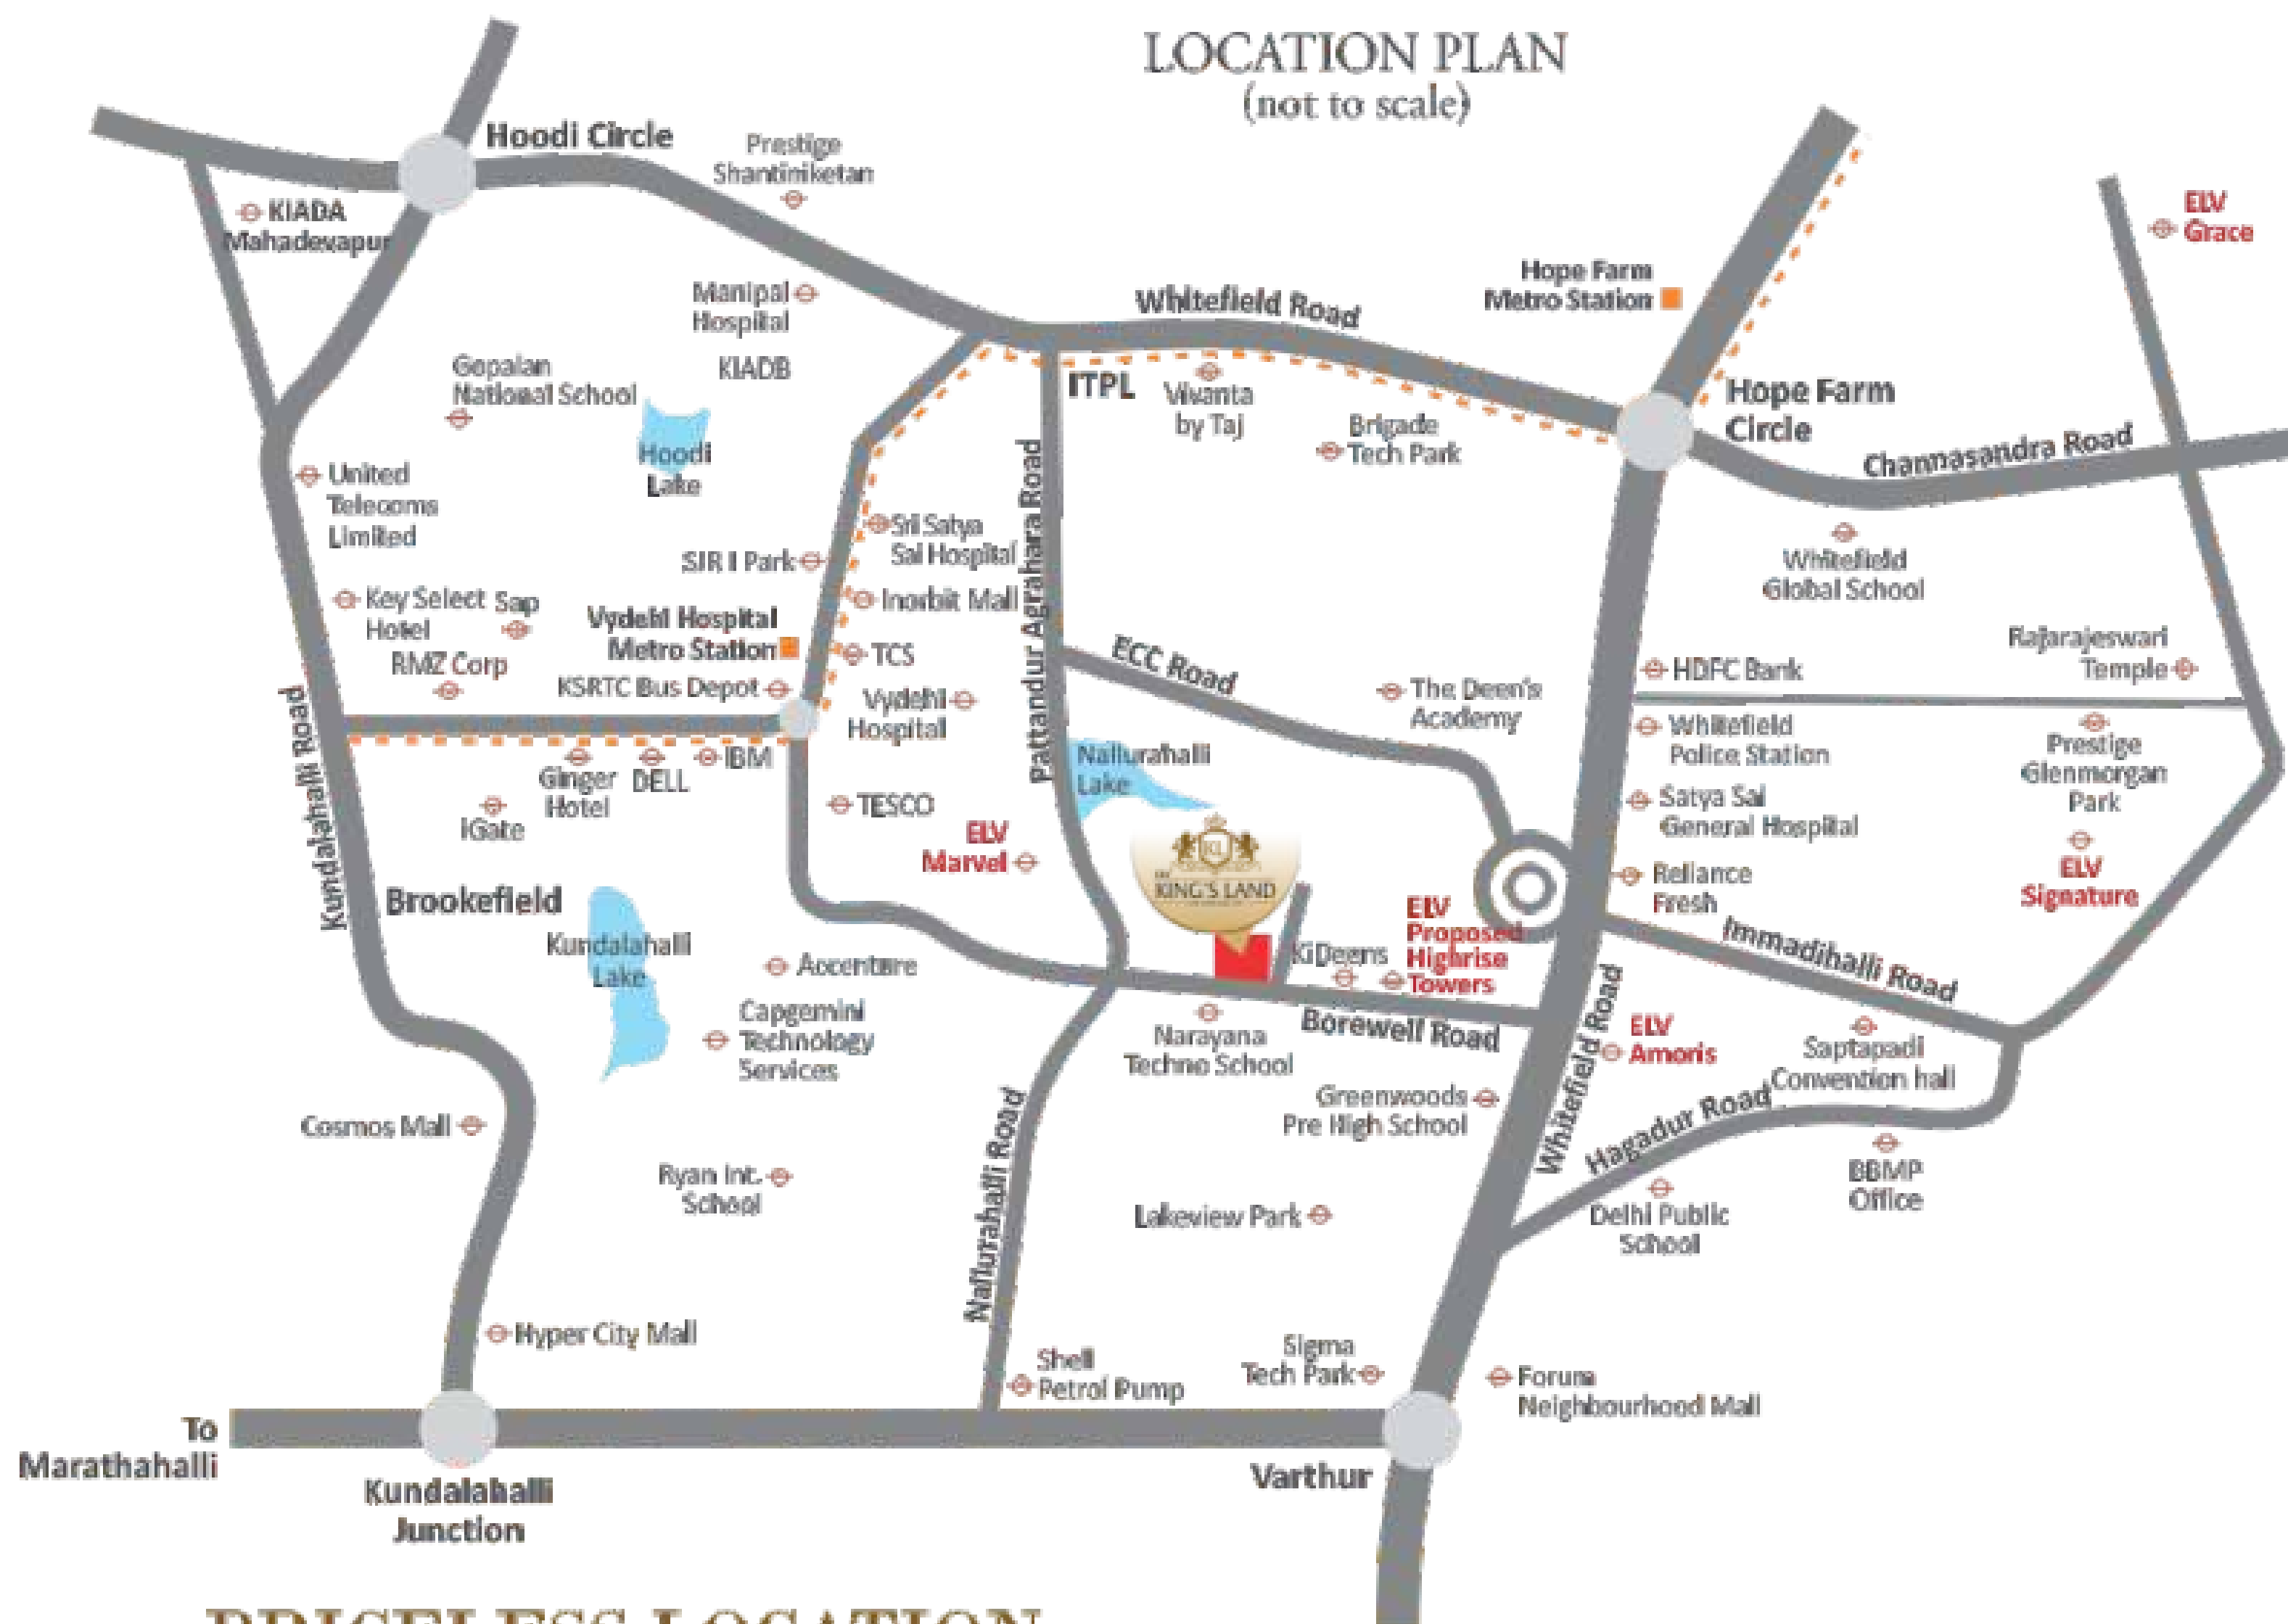 LOCATION PLAN
(not to scale)
Hoodi Circle
Prestige
Shantiniketan
KIADA
Mahadevapur
ELV
Grace
Manipal
Hospital
Whitefield Road
Hope Farm
Metro Station
Gopalan
National School
KIADB
ITPL
Vivanta
by Taj
Brigade
Tech Park
Hope Farm
Circle
Channasandra Road
Hoodi
Lake
United
Telecoms
Limited
Sri Satya
Sai Hospital
SJR I Park
Pattandur Agrahara Road
Whitefield
Global School
Key Select
Hotel
Sap
Inorbit Mall
Vydehi Hospital
Metro Station
RMZ Corp
TCS
KSRTC Bus Depot
Vydehi
Hospital
ECC Road
The Deen's
Academy
HDFC Bank
Rajarajeswari
Temple
Kundalahalli Road
Ginger
Hotel
DELL
IBM
iGate
TESCO
Nallurahalli
Lake
Whitefield
Police Station
Prestige
Glenmorgan
Park
Satya Sai
General Hospital
ELV
Marvel
KL
KING'S LAND
Reliance
Fresh
ELV
Signature
Brookefield
Kundalahalli
Lake
Accenture
KiDeens
ELV
Proposed
Highrise
Towers
Immadihalli Road
Capgemini
Technology
Services
Narayana
Techno School
Borewell Road
Whitefield Road
ELV
Amoris
Saptapadi
Convention hall
Cosmos Mall
Greenwoods
Pre High School
Hagadur Road
Ryan Int.
School
Nallurahalli Road
Lakeview Park
Delhi Public
School
BBMP
Office
Hyper City Mall
Shell
Petrol Pump
Sigma
Tech Park
Forum
Neighbourhood Mall
To
Marathahalli
Kundalahalli
Junction
Varthur
PRICELESS LOCATION